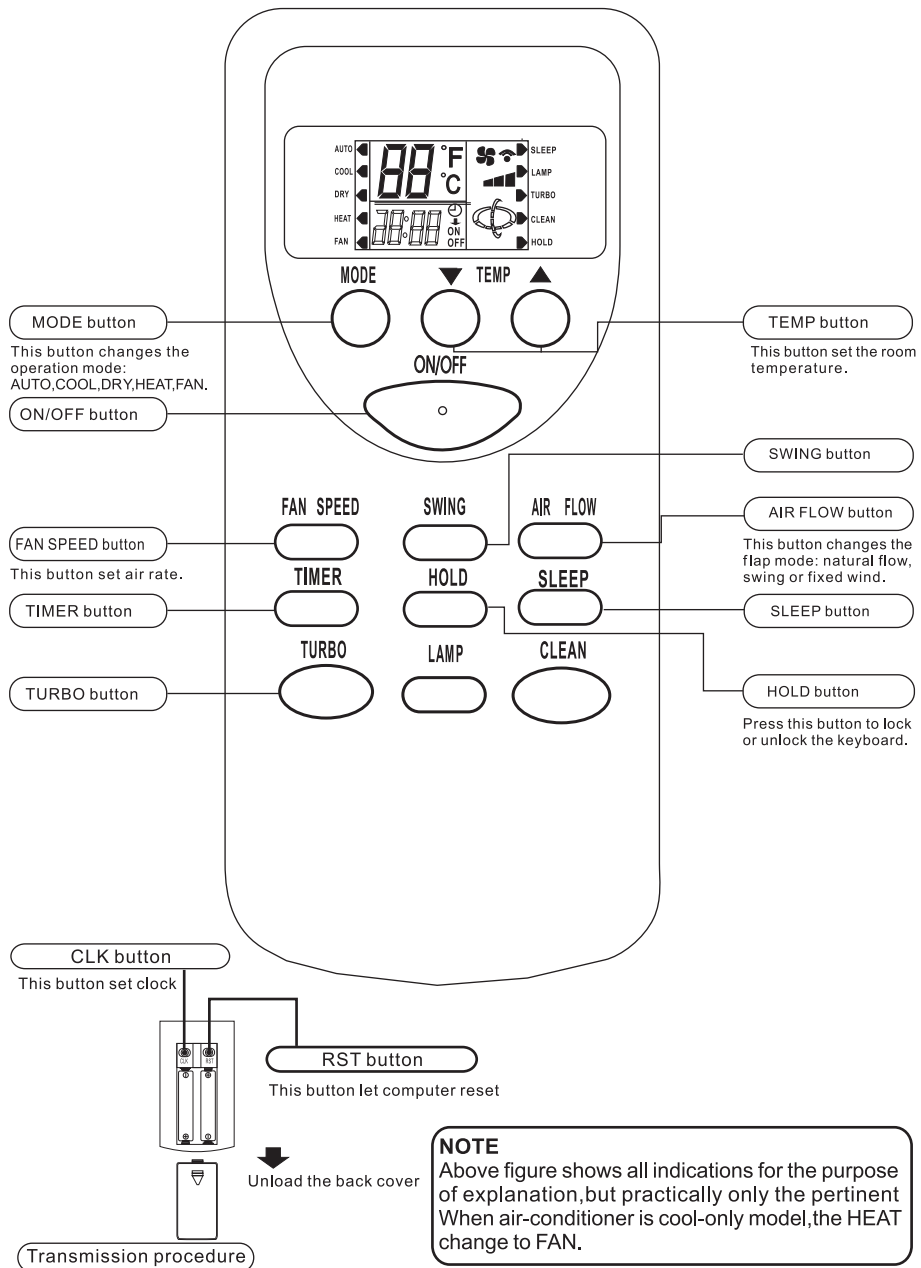 AUTO
COOL
DRY
HEAT
FAN
88 °F
°C
28:88
ON
OFF
SLEEP
LAMP
TURBO
CLEAN
HOLD
MODE
▼ TEMP ▲
ON/OFF
MODE button
This button changes the
operation mode:
AUTO,COOL,DRY,HEAT,FAN.
ON/OFF button
TEMP button
This button set the room
temperature.
SWING button
FAN SPEED
SWING
AIR FLOW
AIR FLOW button
This button changes the
flap mode: natural flow,
swing or fixed wind.
FAN SPEED button
This button set air rate.
TIMER
HOLD
SLEEP
TIMER button
SLEEP button
TURBO
LAMP
CLEAN
TURBO button
HOLD button
Press this button to lock
or unlock the keyboard.
CLK button
This button set clock
CLK
RST
RST button
This button let computer reset
Unload the back cover
Transmission procedure
NOTE
Above figure shows all indications for the purpose
of explanation,but practically only the pertinent
When air-conditioner is cool-only model,the HEAT
change to FAN.